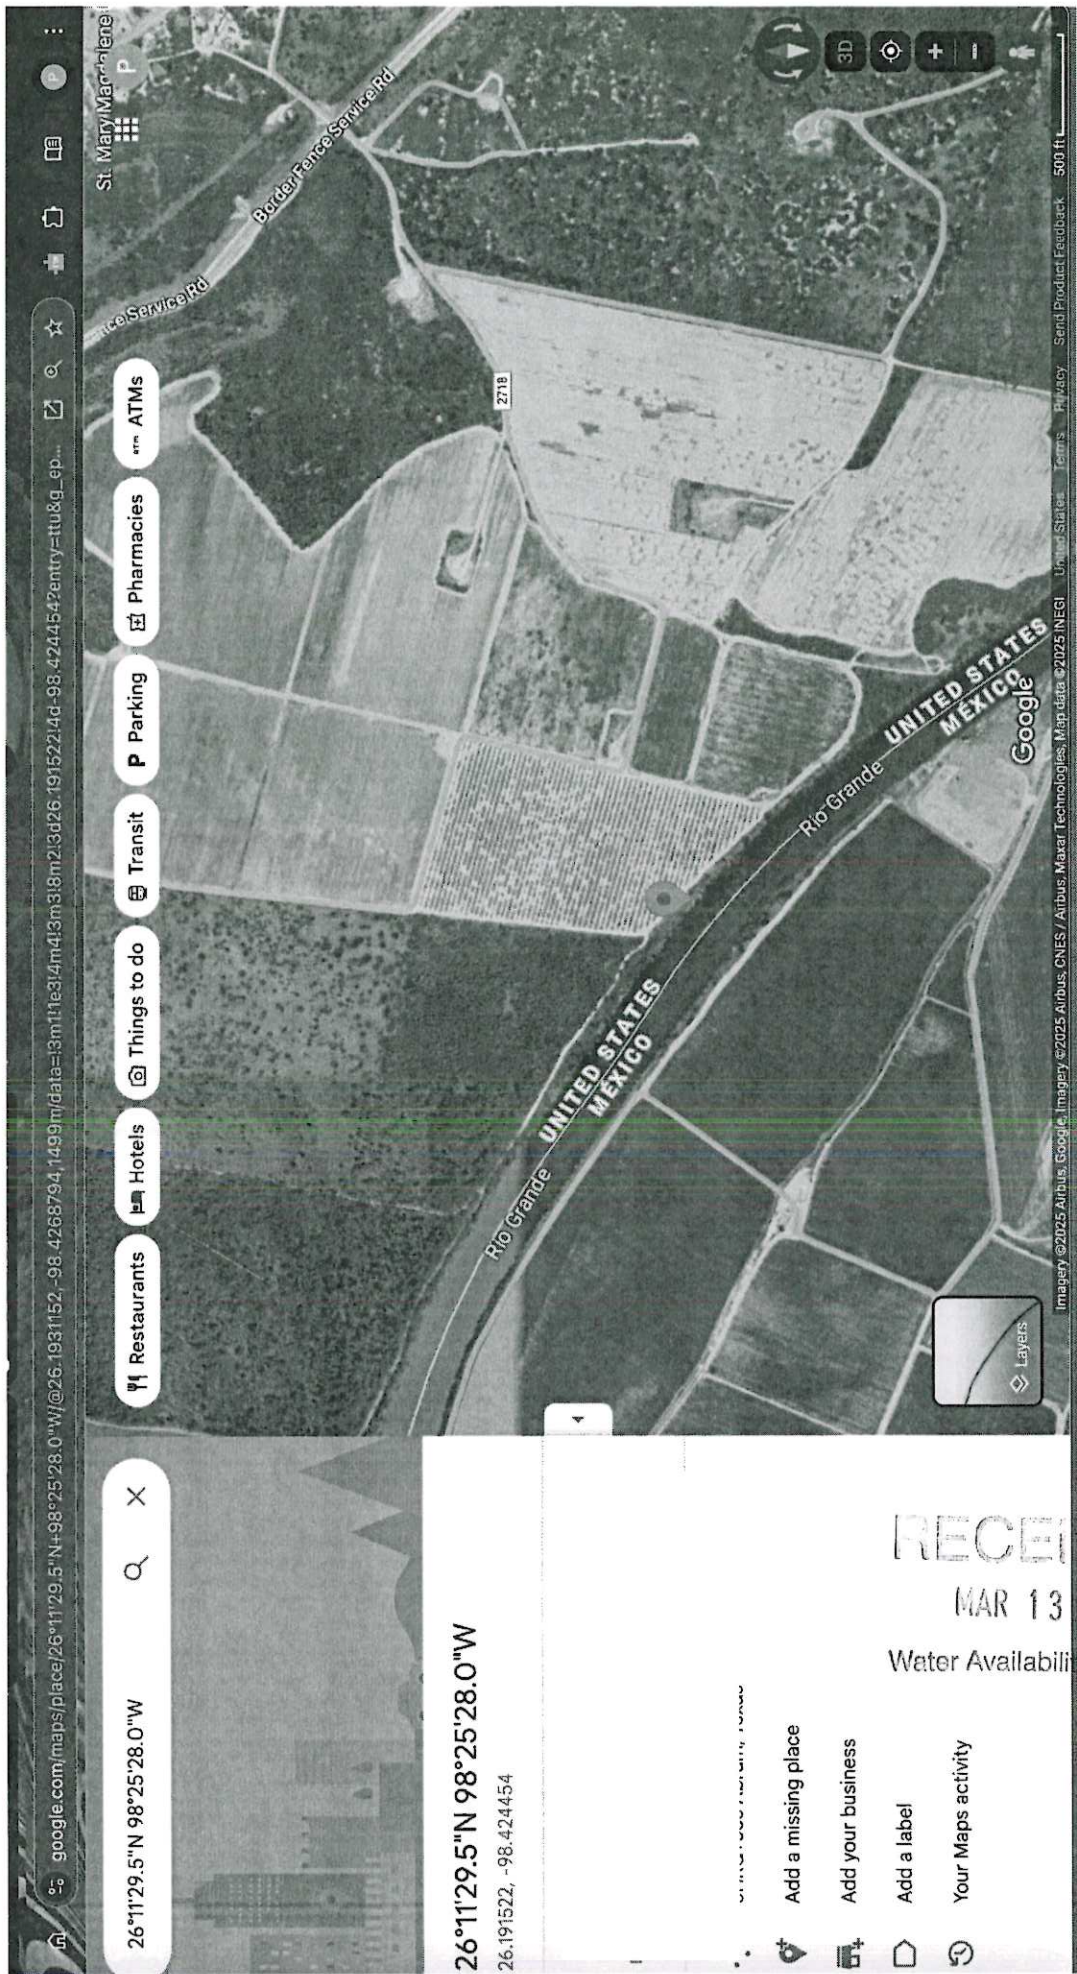 google.com/maps/place/26°11'29.5"N+98°25'28.0"W/@26.1931152,-98.4268794,1499m/data=!3m1!1e3!4m4!3m3!8m2!3d26.191522!4d-98.424454?entry=ttu&g_ep...
P
26°11'29.5"N 98°25'28.0"W
Restaurants
Hotels
Things to do
Transit
P Parking
Pharmacies
ATM ATMs
St. Mary Magdalene
P
26°11'29.5"N 98°25'28.0"W
26.191522, -98.424454
Add a missing place
Add your business
Add a label
Your Maps activity
RECEI
MAR 13
Water Availabili
ce Service Rd
Border Fence Service Rd
2718
Rio Grande
UNITED STATES
MÉXICO
Rio Grande
UNITED STATES
MÉXICO
Layers
Google
3D
+
−
Imagery ©2025 Airbus, Google, Imagery ©2025 Airbus, CNES / Airbus, Maxar Technologies, Map data ©2025 INEGI
United States
Terms
Privacy
Send Product Feedback
500 ft